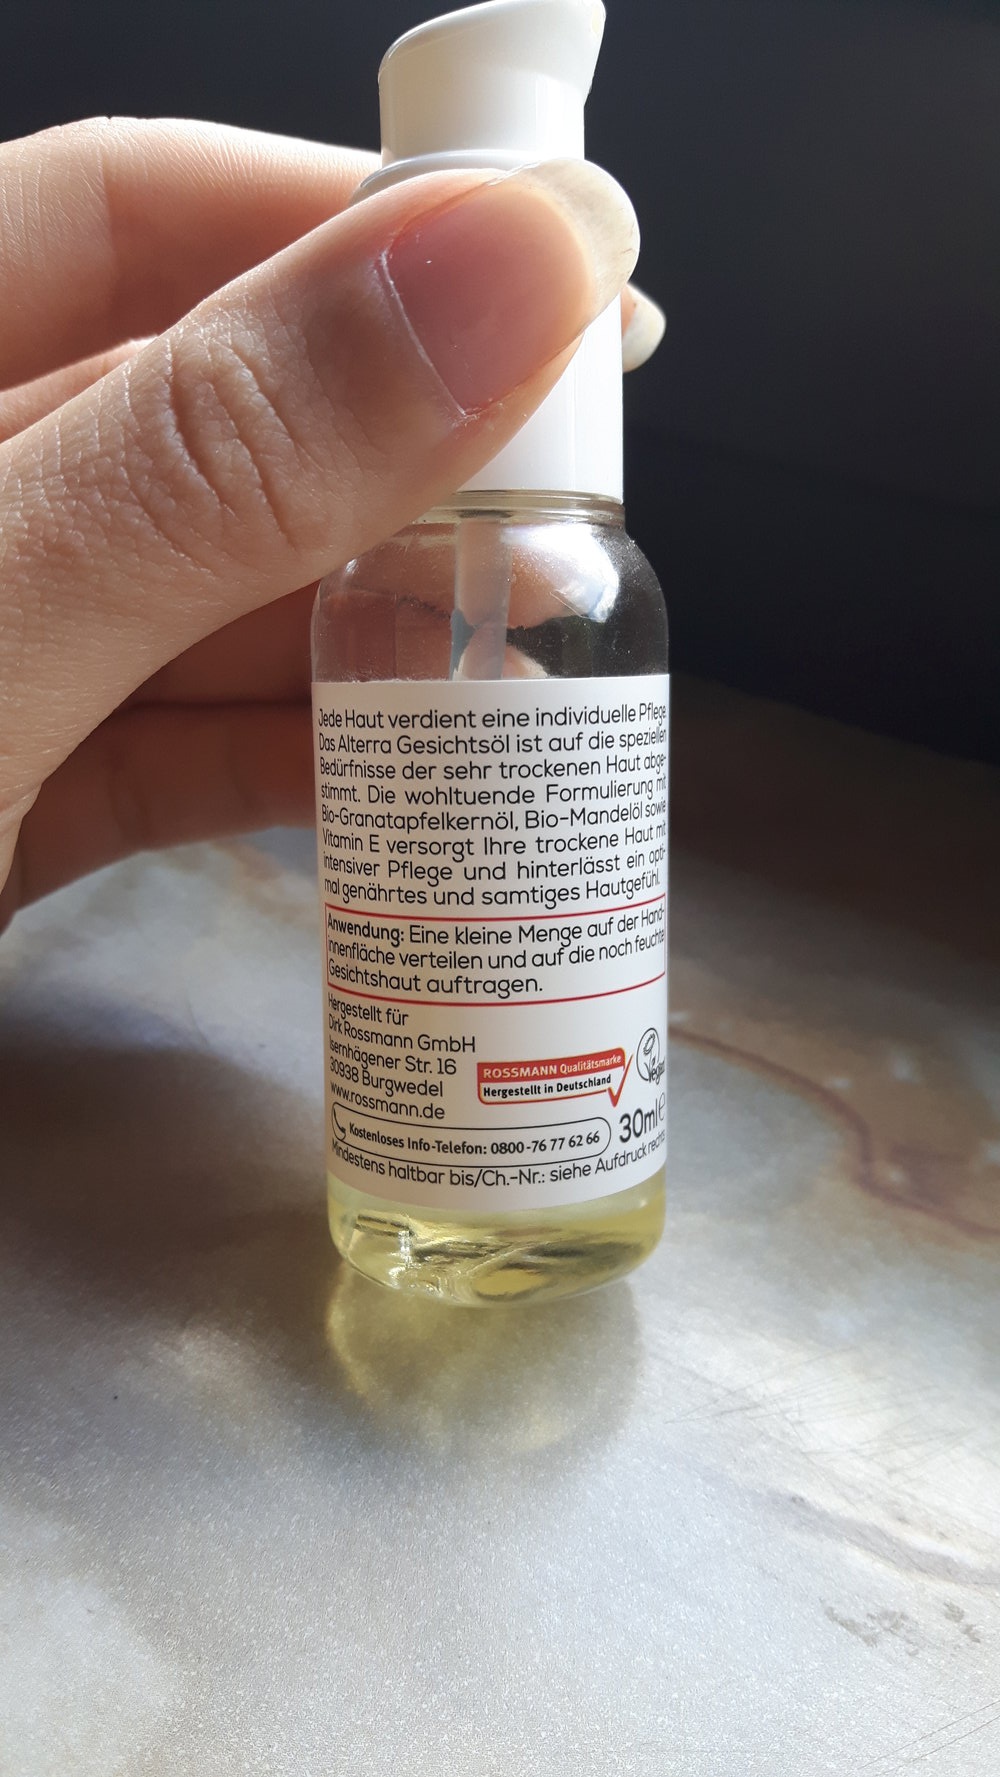 Jede Haut verdient eine individuelle Pflege.
Das Alterra Gesichtsöl ist auf die speziellen
Bedürfnisse der sehr trockenen Haut abge-
stimmt. Die wohltuende Formulierung mit
Bio-Granatapfelkernöl, Bio-Mandelöl sowie
Vitamin E versorgt Ihre trockene Haut mit
intensiver Pflege und hinterlässt ein opti-
mal genährtes und samtiges Hautgefühl.
Anwendung: Eine kleine Menge auf der Hand-
innenfläche verteilen und auf die noch feuchte
Gesichtshaut auftragen.
Hergestellt für
Dirk Rossmann GmbH
Isernhägener Str. 16
30938 Burgwedel
www.rossmann.de
ROSSMANN Qualitätsmarke
Hergestellt in Deutschland
Vegan
Kostenloses Info-Telefon: 0800-76 77 62 66
30ml e
Mindestens haltbar bis/Ch.-Nr.: siehe Aufdruck rechts